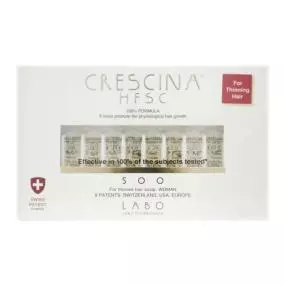 CRESCINA®
HFSC
100% FORMULA
For
Thinning
Hair
Effective in 100% of the subjects tested*
500
For thinned hair scalp, WOMAN
9 PATENTS: SWITZERLAND, USA, EUROPE
LABO
SWISS
PATENT